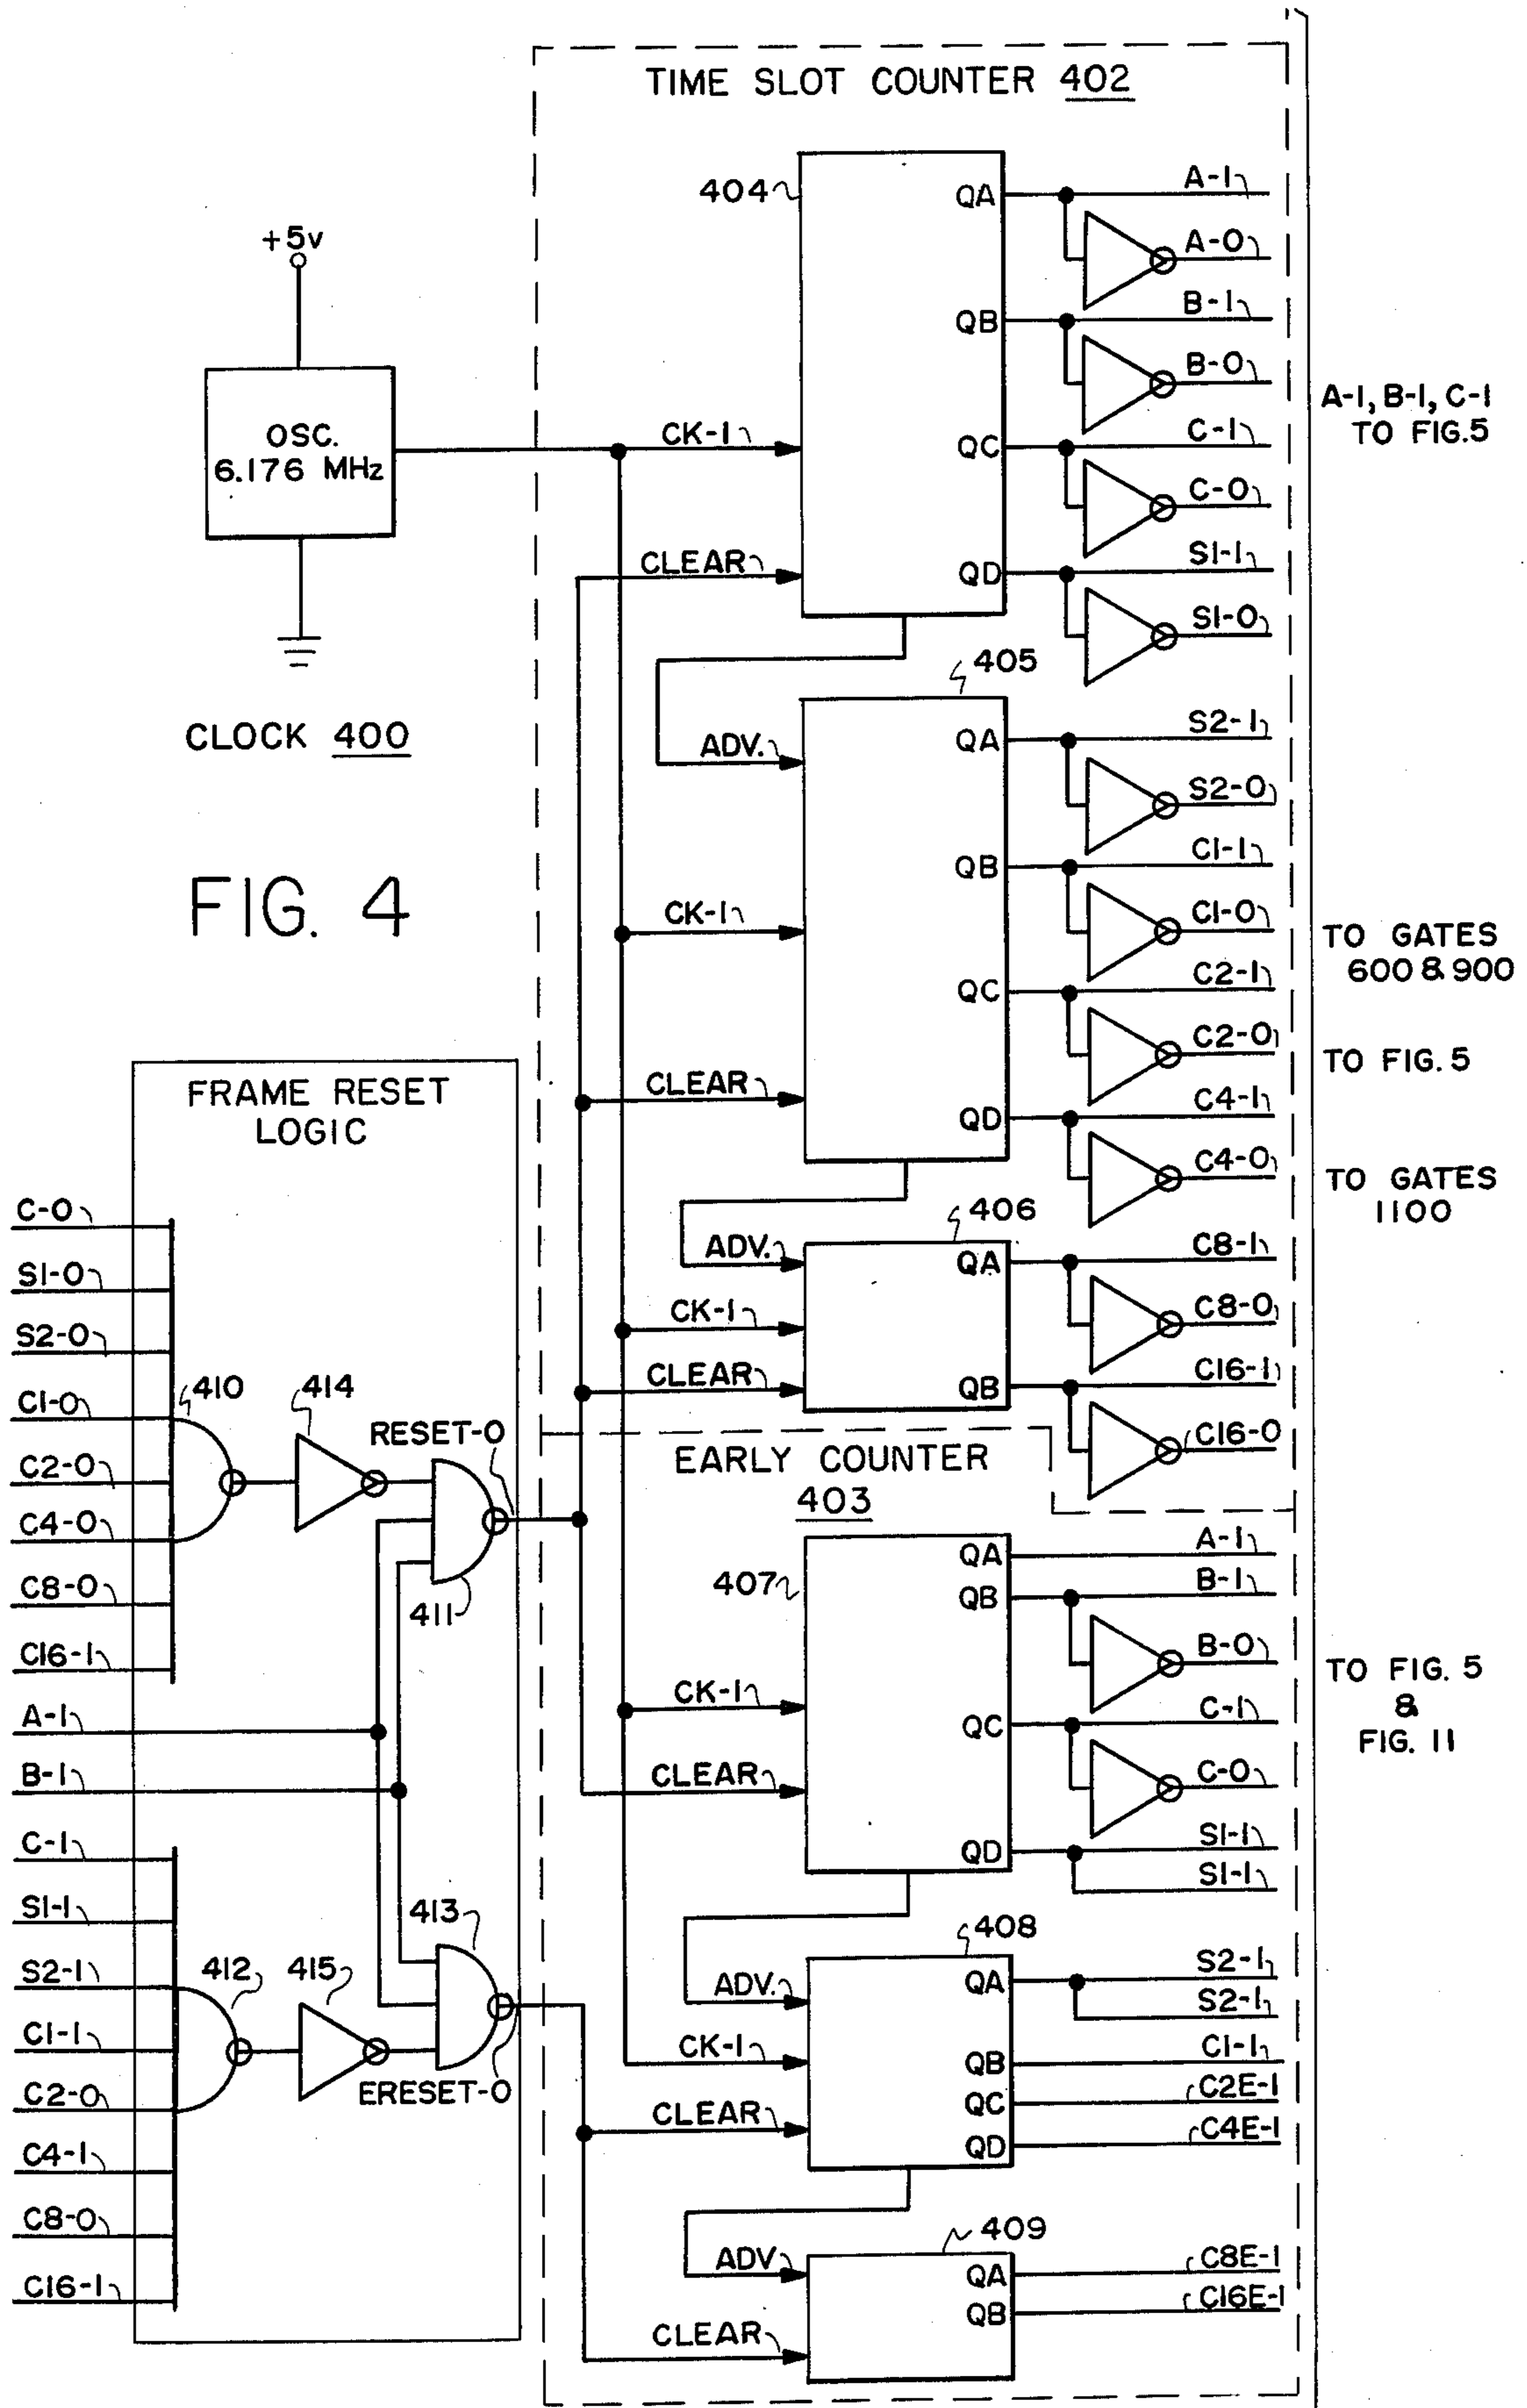 TIME SLOT COUNTER 402
404
QA
A-1
A-0
QB
B-1
B-0
QC
C-1
C-0
QD
S1-1
S1-0
+5v
OSC.
6.176 MHz
CK-1
CLEAR
A-1, B-1, C-1
TO FIG.5
CLOCK 400
FIG. 4
405
ADV.
CK-1
CLEAR
QA
S2-1
S2-0
QB
C1-1
C1-0
QC
C2-1
C2-0
QD
C4-1
C4-0
TO GATES
600 & 900
TO FIG. 5
TO GATES
1100
406
ADV.
CK-1
CLEAR
QA
C8-1
C8-0
QB
C16-1
C16-0
FRAME RESET
LOGIC
C-0
S1-0
S2-0
C1-0
C2-0
C4-0
C8-0
C16-1
410
414
RESET-0
411
A-1
B-1
C-1
S1-1
S2-1
C1-1
C2-0
C4-1
C8-0
C16-1
412
415
413
ERESET-0
EARLY COUNTER
403
407
CK-1
CLEAR
QA
A-1
QB
B-1
B-0
QC
C-1
C-0
QD
S1-1
S1-1
TO FIG. 5
&
FIG. 11
408
ADV.
CK-1
CLEAR
QA
S2-1
S2-1
QB
C1-1
QC
C2E-1
QD
C4E-1
409
ADV
CLEAR
QA
C8E-1
QB
C16E-1